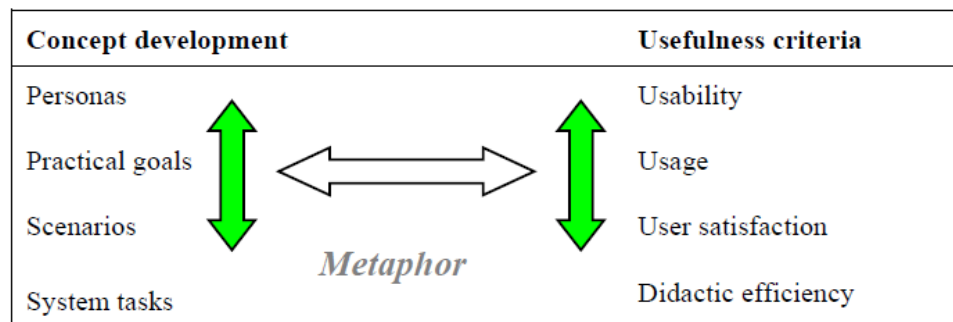 Concept development Usefulness criteria
Personas Usability
Practical goals Usage
Scenarios User satisfaction
Metaphor
System tasks Didactic efficiency